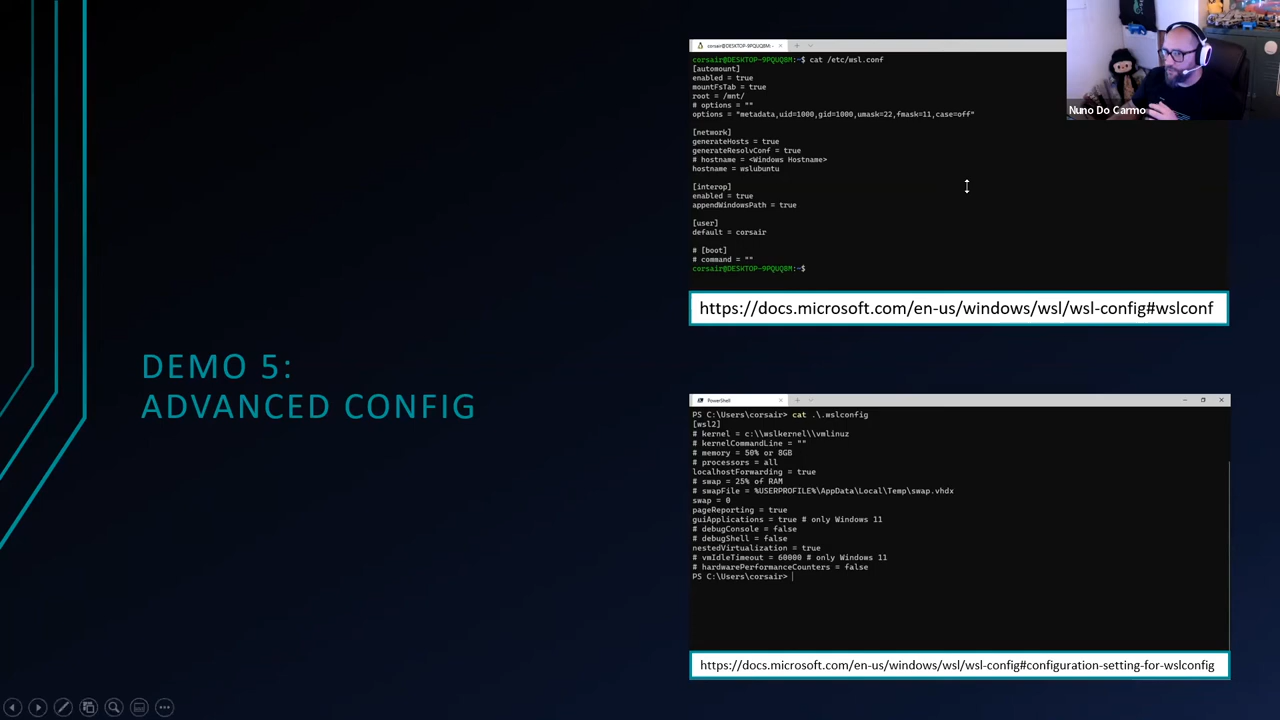 DEMO 5:
ADVANCED CONFIG
corsair@DESKTOP-9PQUQ8M: ~
corsair@DESKTOP-9PQUQ8M:~$ cat /etc/wsl.conf
[automount]
enabled = true
mountFsTab = true
root = /mnt/
# options = ""
options = "metadata,uid=1000,gid=1000,umask=22,fmask=11,case=off"
[network]
generateHosts = true
generateResolvConf = true
# hostname = <Windows Hostname>
hostname = wslubuntu
[interop]
enabled = true
appendWindowsPath = true
[user]
default = corsair
# [boot]
# command = ""
corsair@DESKTOP-9PQUQ8M:~$
Nuno Do Carmo
https://docs.microsoft.com/en-us/windows/wsl/wsl-config#wslconf
PowerShell
PS C:\Users\corsair> cat .\.wslconfig
[wsl2]
# kernel = c:\\wslkernel\\vmlinuz
# kernelCommandLine = ""
# memory = 50% or 8GB
# processors = all
localhostForwarding = true
# swap = 25% of RAM
# swapFile = %USERPROFILE%\AppData\Local\Temp\swap.vhdx
swap = 0
pageReporting = true
guiApplications = true # only Windows 11
# debugConsole = false
# debugShell = false
nestedVirtualization = true
# vmIdleTimeout = 60000 # only Windows 11
# hardwarePerformanceCounters = false
PS C:\Users\corsair>
https://docs.microsoft.com/en-us/windows/wsl/wsl-config#configuration-setting-for-wslconfig